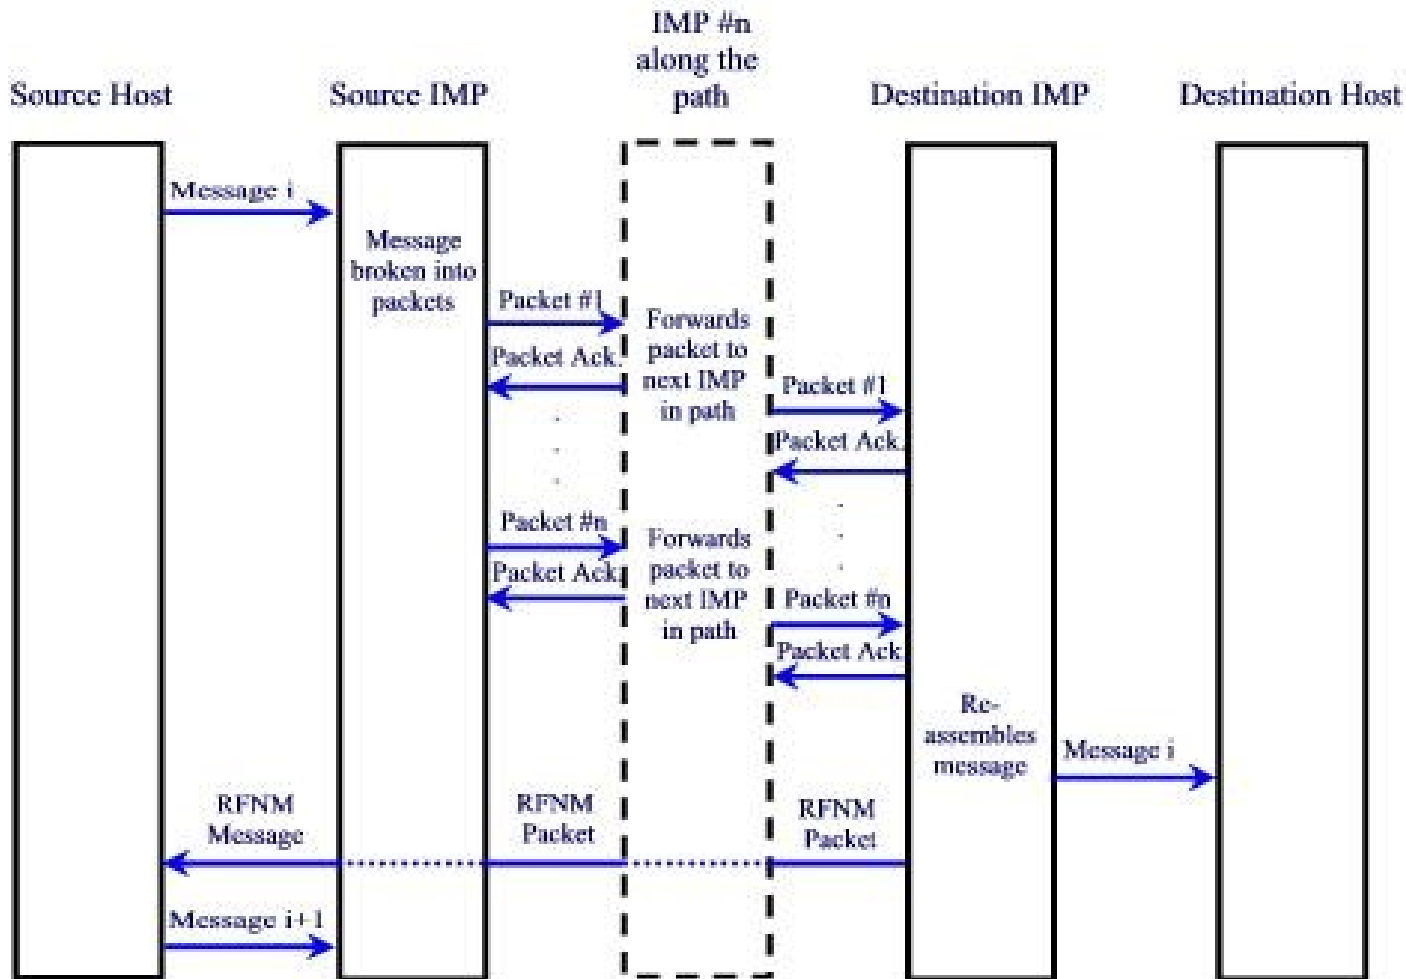 IMP #n
along the
path
Source Host
Source IMP
Destination IMP
Destination Host
Message i
Message
broken into
packets
Packet #1
Packet Ack.
Forwards
packet to
next IMP
in path
Packet #1
Packet Ack.
Packet #n
Packet Ack.
Forwards
packet to
next IMP
in path
Packet #n
Packet Ack.
Re-
assembles
message
Message i
RFNM
Message
RFNM
Packet
RFNM
Packet
Message i+1